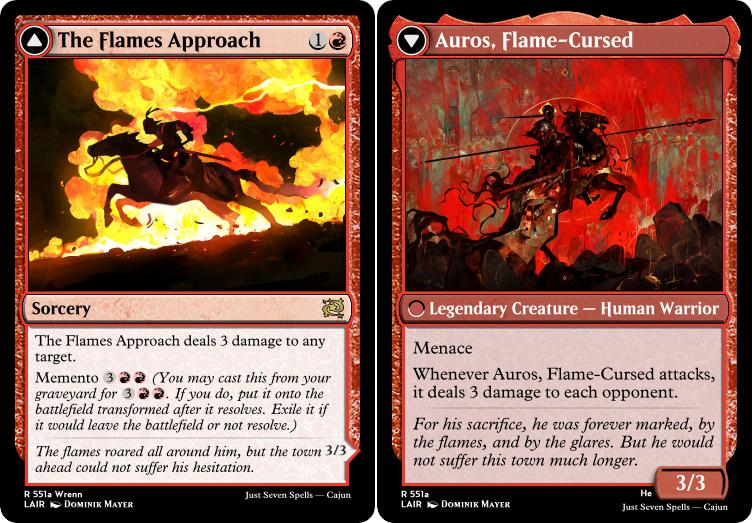 The Flames Approach
1
The Flames Approach deals 3 damage to any
target.
Memento 3 (You may cast this from your
graveyard for 3. If you do, put it onto the
battlefield transformed after it resolves. Exile it if
it would leave the battlefield or not resolve.)
The flames roared all around him, but the town
ahead could not suffer his hesitation.
3/3
Sorcery
R 551a Wrenn
LAIR Dominik Mayer
Just Seven Spells — Cajun
Auros, Flame-Cursed
Legendary Creature — Human Warrior
Menace
Whenever Auros, Flame-Cursed attacks,
it deals 3 damage to each opponent.
For his sacrifice, he was forever marked, by
the flames, and by the glares. But he would
not suffer this town much longer.
3/3
R 551a
He
LAIR Dominik Mayer
Just Seven Spells — Cajun